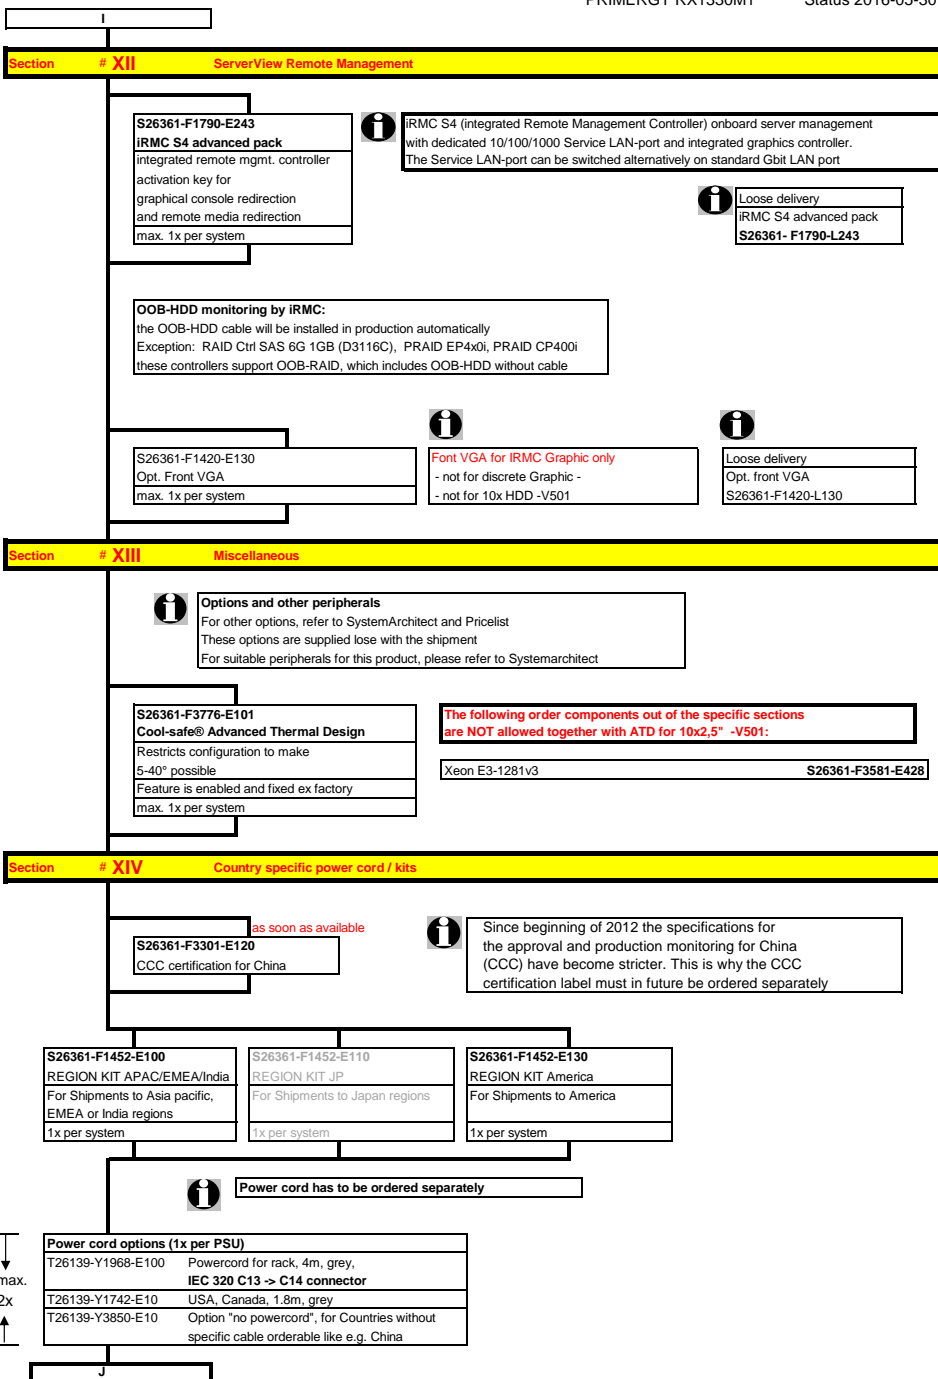 PRIMERGY RX1330M1 Status 2016-05-30
I
Section # XII ServerView Remote Management
S26361-F1790-E243
iRMC S4 advanced pack
integrated remote mgmt. controller
activation key for
graphical console redirection
and remote media redirection
max. 1x per system
iRMC S4 (integrated Remote Management Controller) onboard server management
with dedicated 10/100/1000 Service LAN-port and integrated graphics controller.
The Service LAN-port can be switched alternatively on standard Gbit LAN port
Loose delivery
iRMC S4 advanced pack
S26361- F1790-L243
OOB-HDD monitoring by iRMC:
the OOB-HDD cable will be installed in production automatically
Exception: RAID Ctrl SAS 6G 1GB (D3116C), PRAID EP4x0i, PRAID CP400i
these controllers support OOB-RAID, which includes OOB-HDD without cable
S26361-F1420-E130
Opt. Front VGA
max. 1x per system
Font VGA for IRMC Graphic only
- not for discrete Graphic -
- not for 10x HDD -V501
Loose delivery
Opt. front VGA
S26361-F1420-L130
Section # XIII Miscellaneous
Options and other peripherals
For other options, refer to SystemArchitect and Pricelist
These options are supplied lose with the shipment
For suitable peripherals for this product, please refer to Systemarchitect
S26361-F3776-E101
Cool-safe® Advanced Thermal Design
Restricts configuration to make
5-40° possible
Feature is enabled and fixed ex factory
max. 1x per system
The following order components out of the specific sections
are NOT allowed together with ATD for 10x2,5" -V501:
Xeon E3-1281v3 S26361-F3581-E428
Section # XIV Country specific power cord / kits
as soon as available
S26361-F3301-E120
CCC certification for China
Since beginning of 2012 the specifications for
the approval and production monitoring for China
(CCC) have become stricter. This is why the CCC
certification label must in future be ordered separately
S26361-F1452-E100
REGION KIT APAC/EMEA/India
For Shipments to Asia pacific,
EMEA or India regions
1x per system
S26361-F1452-E110
REGION KIT JP
For Shipments to Japan regions
1x per system
S26361-F1452-E130
REGION KIT America
For Shipments to America
1x per system
Power cord has to be ordered separately
max.
2x
Power cord options (1x per PSU)
T26139-Y1968-E100 Powercord for rack, 4m, grey,
IEC 320 C13 -> C14 connector
T26139-Y1742-E10 USA, Canada, 1.8m, grey
T26139-Y3850-E10 Option "no powercord", for Countries without
specific cable orderable like e.g. China
J